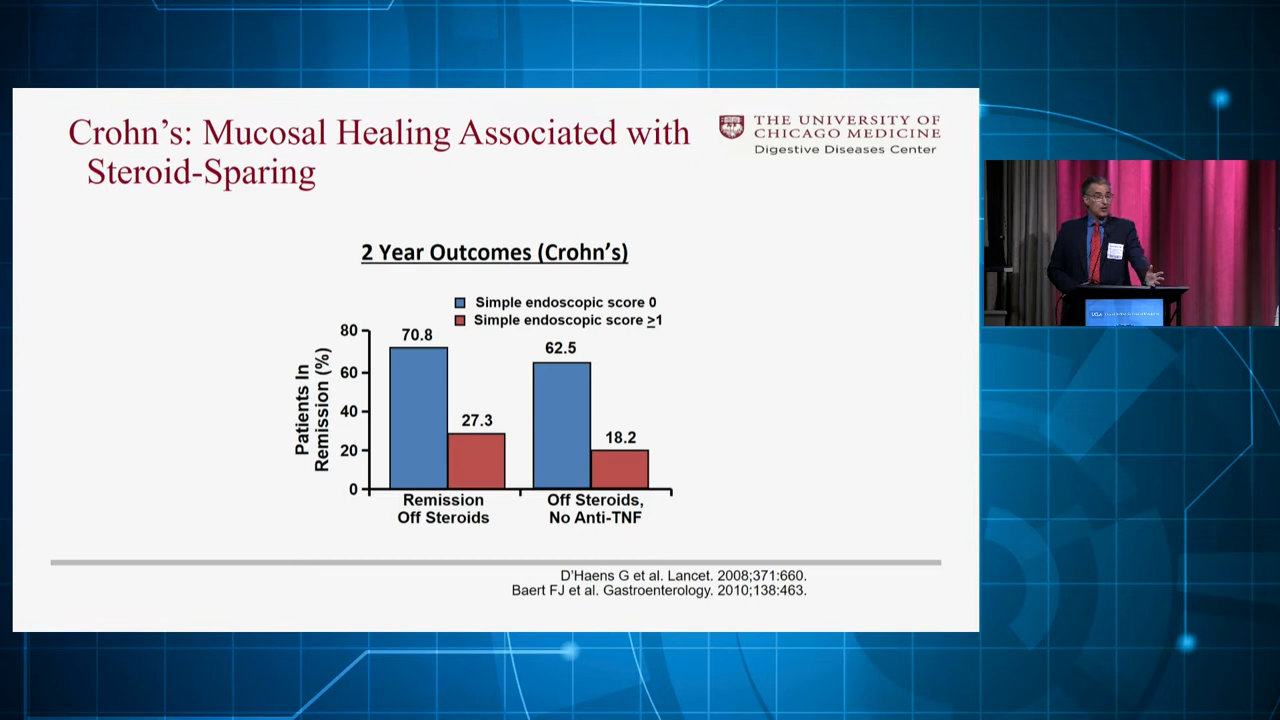 Crohn’s: Mucosal Healing Associated with
Steroid-Sparing
THE UNIVERSITY OF
CHICAGO MEDICINE
Digestive Diseases Center
2 Year Outcomes (Crohn’s)
Simple endoscopic score 0
Simple endoscopic score ≥1
Patients In
Remission (%)
80
60
40
20
0
70.8
27.3
62.5
18.2
Remission
Off Steroids
Off Steroids,
No Anti-TNF
D’Haens G et al. Lancet. 2008;371:660.
Baert FJ et al. Gastroenterology. 2010;138:463.
UCLA